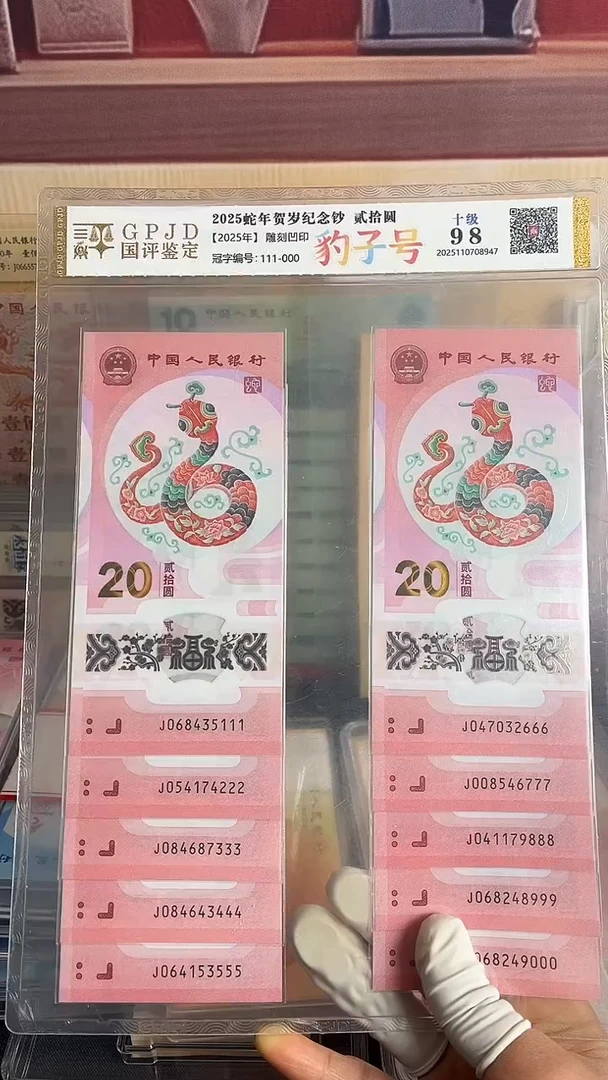 GPJD
国评鉴定
2025蛇年贺岁纪念钞 贰拾圆
【2025年】 雕刻凹印
冠字编号：111-000
豹子号
十级
98
2025110708947
中国人民银行
20 贰拾圆
福
J068435111
J054174222
J084687333
J084643444
J064153555
中国人民银行
20 贰拾圆
福
J047032666
J008546777
J041179888
J068248999
068249000